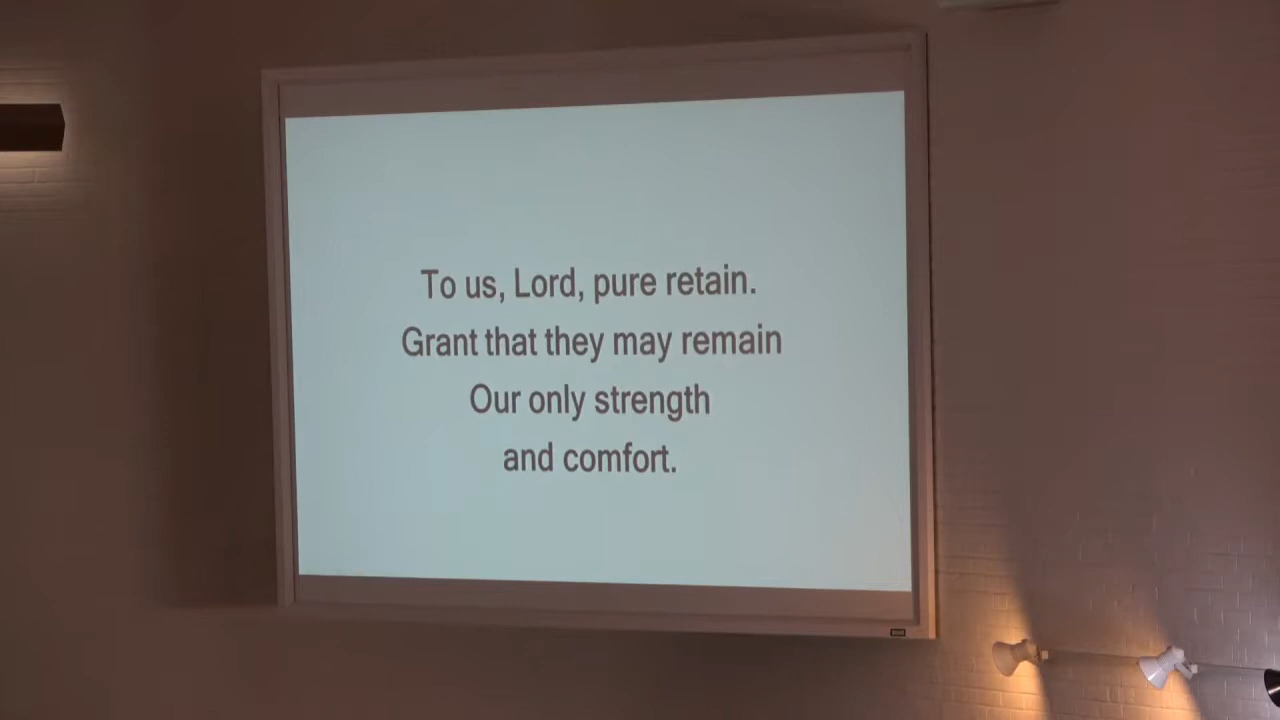 To us, Lord, pure retain.
Grant that they may remain
Our only strength
and comfort.